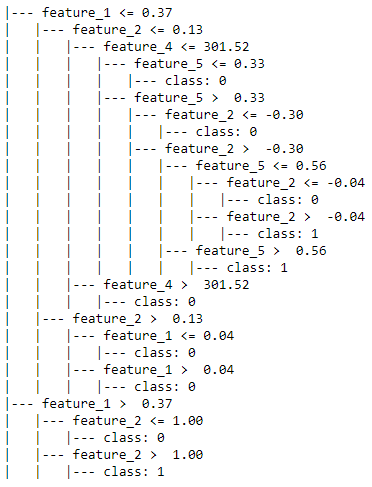 |--- feature_1 <= 0.37
|   |--- feature_2 <= 0.13
|   |   |--- feature_4 <= 301.52
|   |   |   |--- feature_5 <= 0.33
|   |   |   |   |--- class: 0
|   |   |   |--- feature_5 >  0.33
|   |   |   |   |--- feature_2 <= -0.30
|   |   |   |   |   |--- class: 0
|   |   |   |   |--- feature_2 >  -0.30
|   |   |   |   |   |--- feature_5 <= 0.56
|   |   |   |   |   |   |--- feature_2 <= -0.04
|   |   |   |   |   |   |   |--- class: 0
|   |   |   |   |   |   |--- feature_2 >  -0.04
|   |   |   |   |   |   |   |--- class: 1
|   |   |   |   |   |--- feature_5 >  0.56
|   |   |   |   |   |   |--- class: 1
|   |   |--- feature_4 >  301.52
|   |   |   |--- class: 0
|   |--- feature_2 >  0.13
|   |   |--- feature_1 <= 0.04
|   |   |   |--- class: 0
|   |   |--- feature_1 >  0.04
|   |   |   |--- class: 0
|--- feature_1 >  0.37
|   |--- feature_2 <= 1.00
|   |   |--- class: 0
|   |--- feature_2 >  1.00
|   |   |--- class: 1